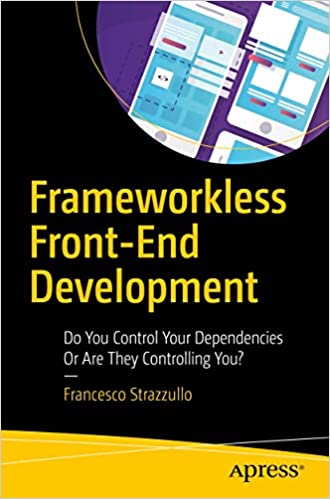 Frameworkless
Front-End
Development
Do You Control Your Dependencies
Or Are They Controlling You?
—
Francesco Strazzullo
Apress®